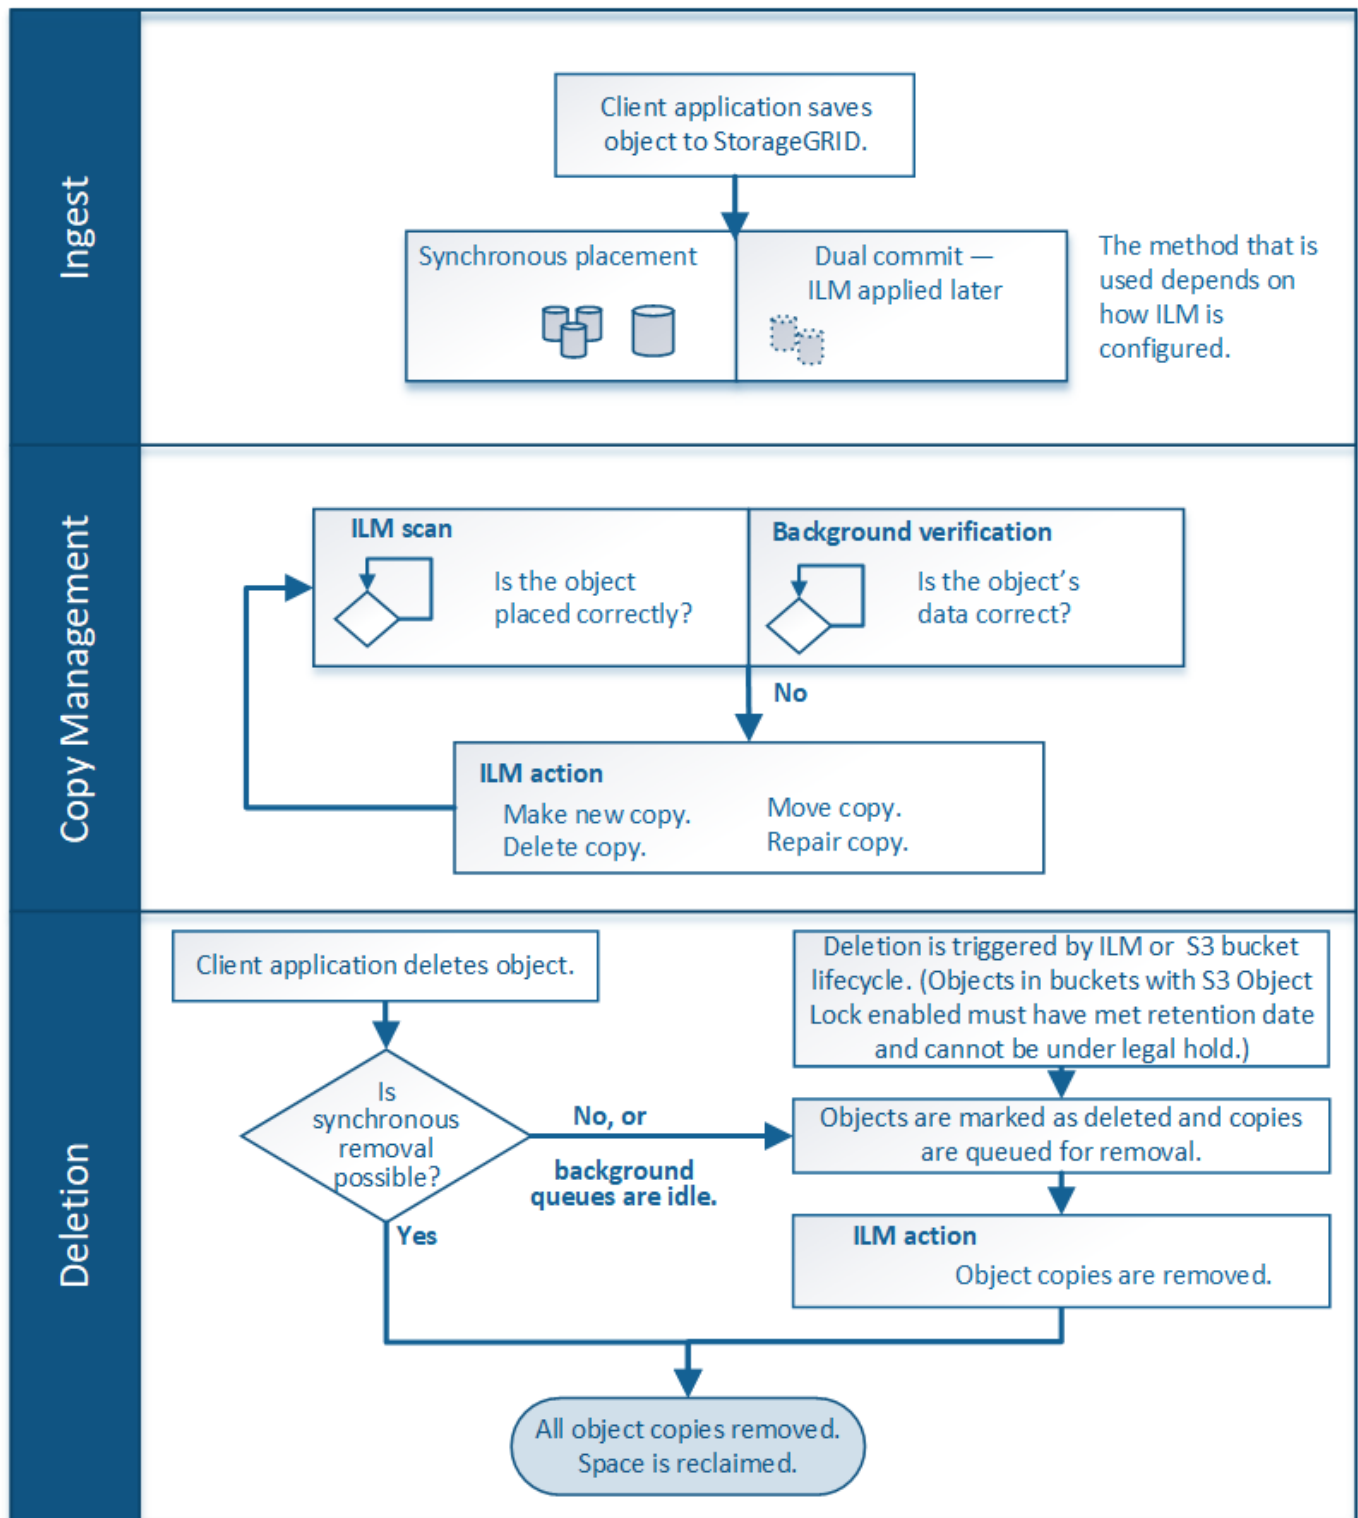 Ingest
Client application saves
object to StorageGRID.
Synchronous placement
Dual commit —
ILM applied later
The method that is
used depends on
how ILM is
configured.
Copy Management
ILM scan
Is the object
placed correctly?
Background verification
Is the object’s
data correct?
No
ILM action
Make new copy.
Delete copy.
Move copy.
Repair copy.
Deletion
Client application deletes object.
Is
synchronous
removal
possible?
No, or
background
queues are idle.
Yes
Deletion is triggered by ILM or S3 bucket
lifecycle. (Objects in buckets with S3 Object
Lock enabled must have met retention date
and cannot be under legal hold.)
Objects are marked as deleted and copies
are queued for removal.
ILM action
Object copies are removed.
All object copies removed.
Space is reclaimed.